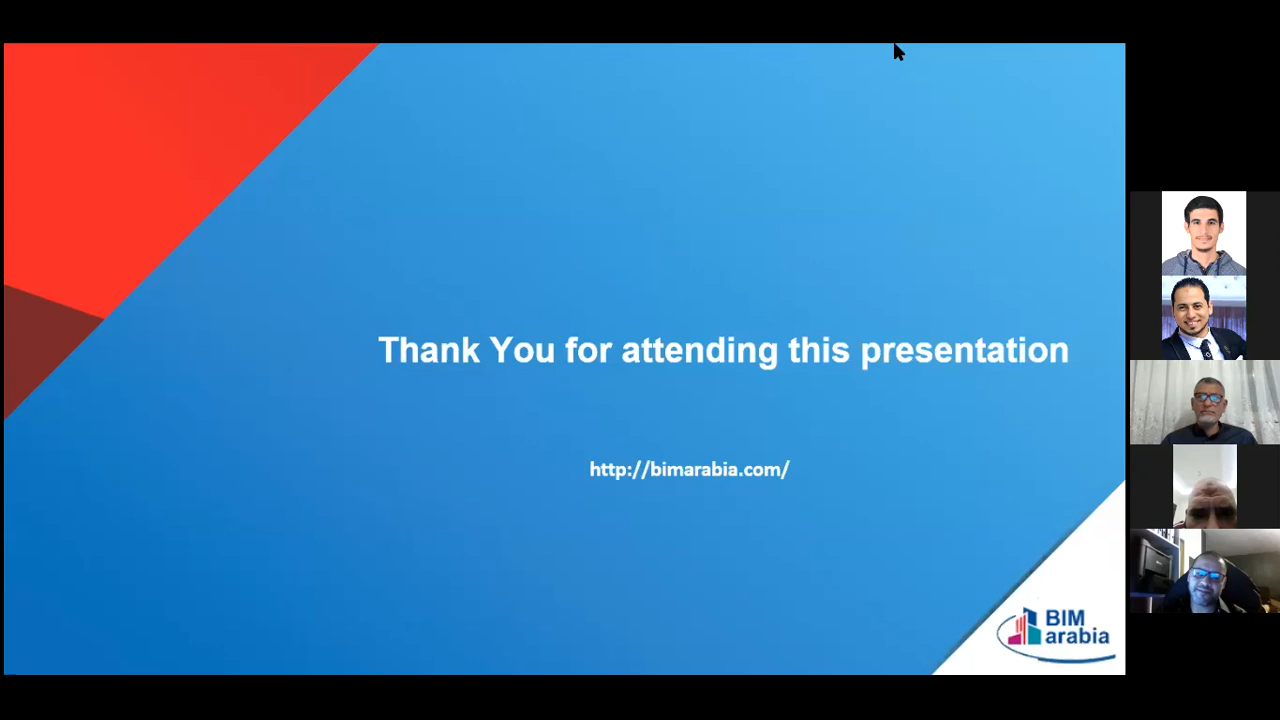 Thank You for attending this presentation
http://bimarabia.com/
BIM
arabia